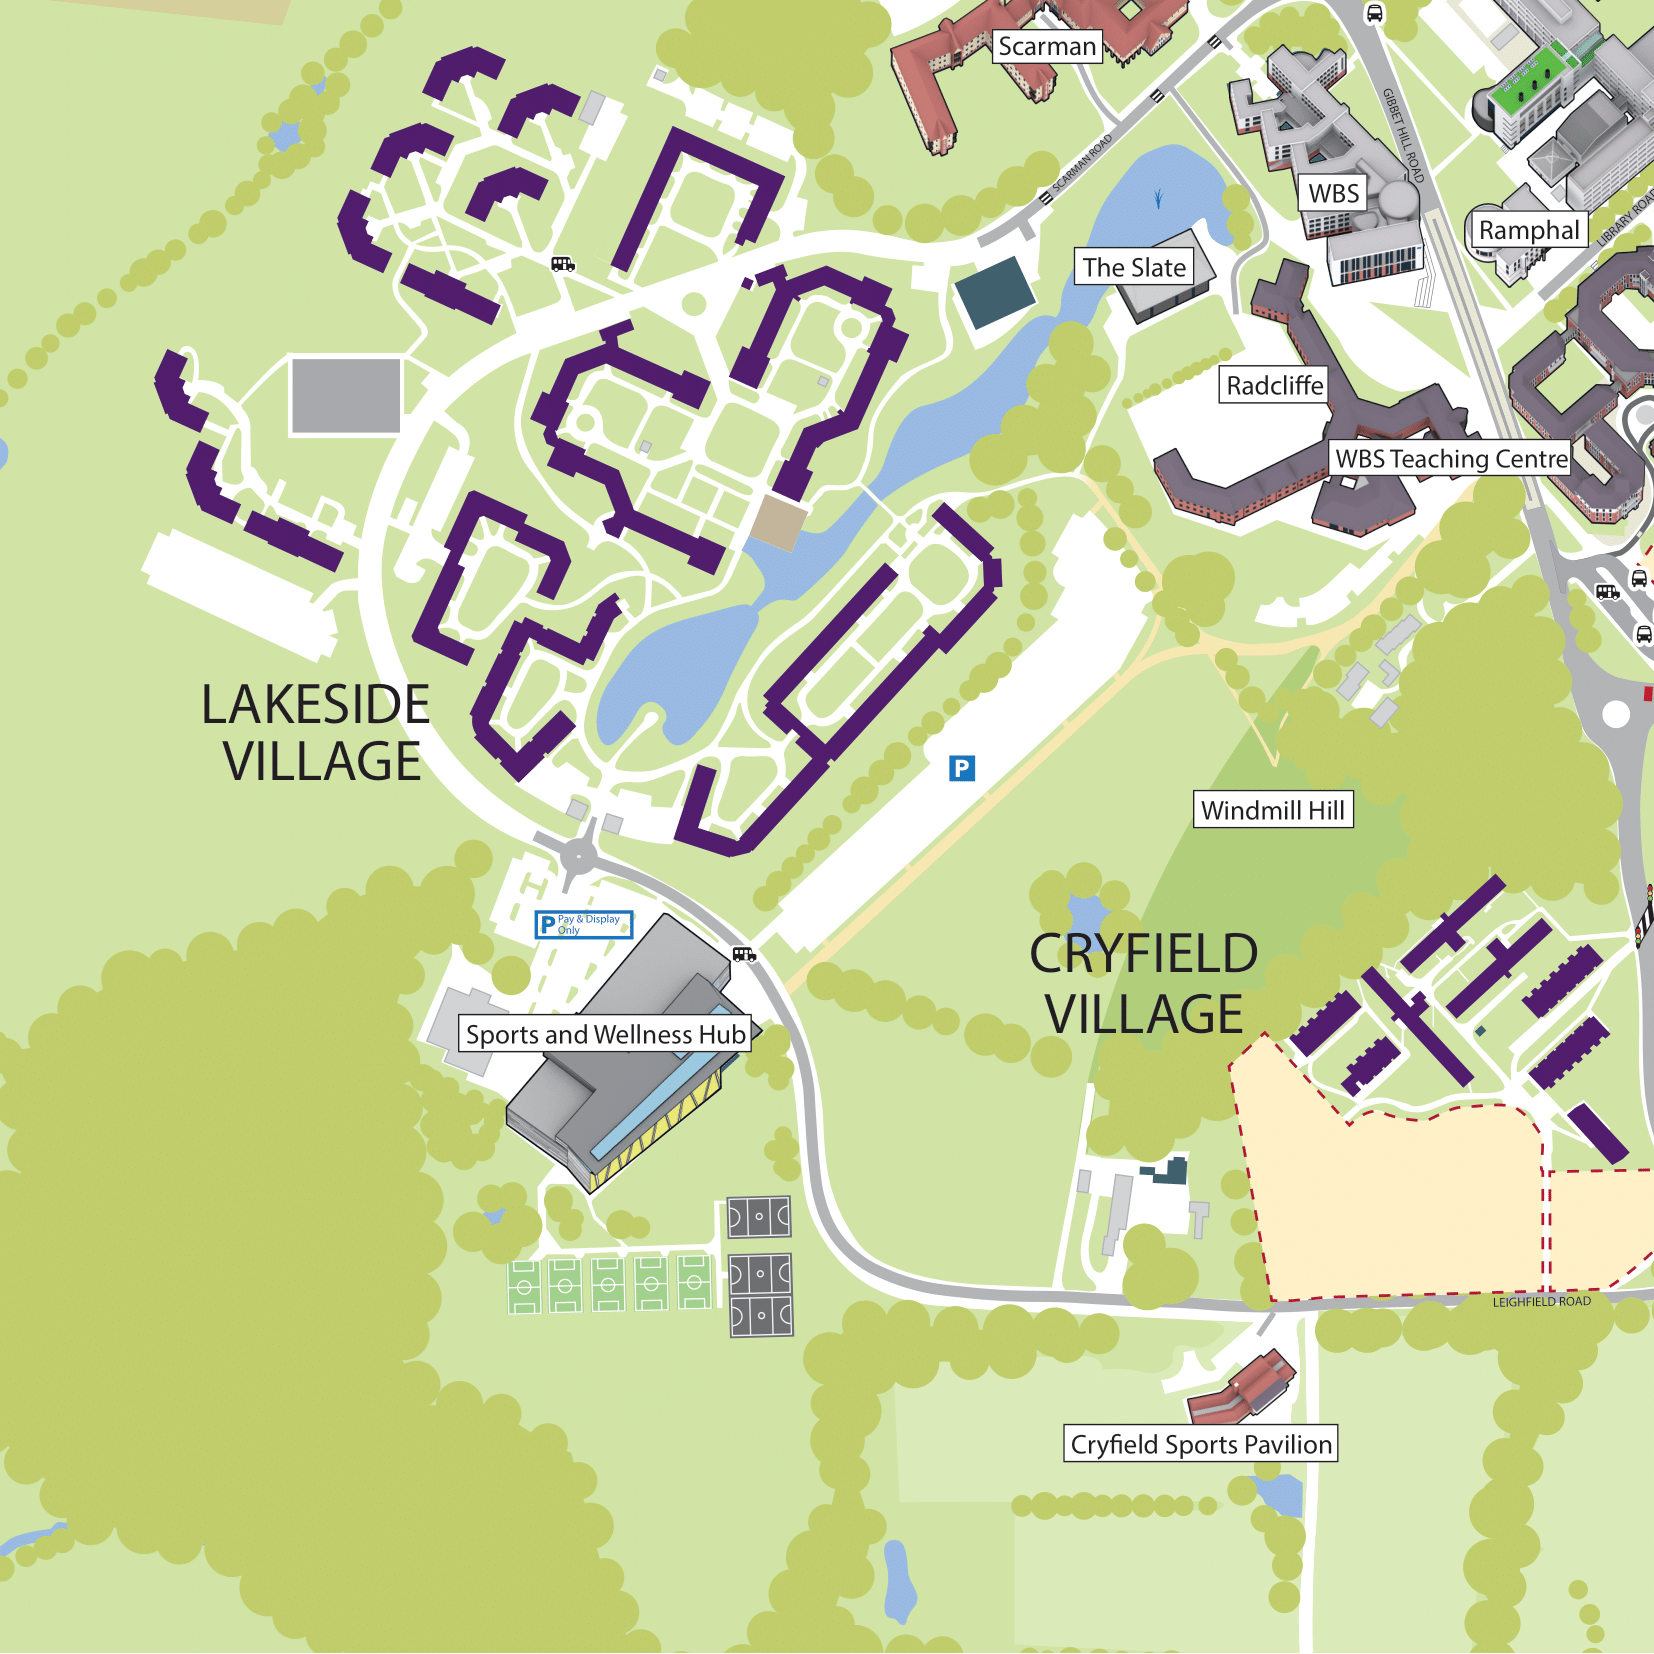 Scarman
GIBBET HILL ROAD
SCARMAN ROAD
WBS
Ramphal
LIBRARY ROAD
The Slate
Radcliffe
WBS Teaching Centre
LAKESIDE
VILLAGE
P
Windmill Hill
P Pay & Display
Only
CRYFIELD
VILLAGE
Sports and Wellness Hub
LEIGHFIELD ROAD
Cryfield Sports Pavilion